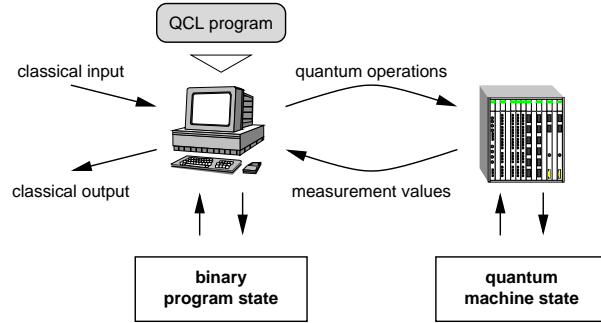 QCL program
classical input
quantum operations
classical output
measurement values
binary
program state
quantum
machine state